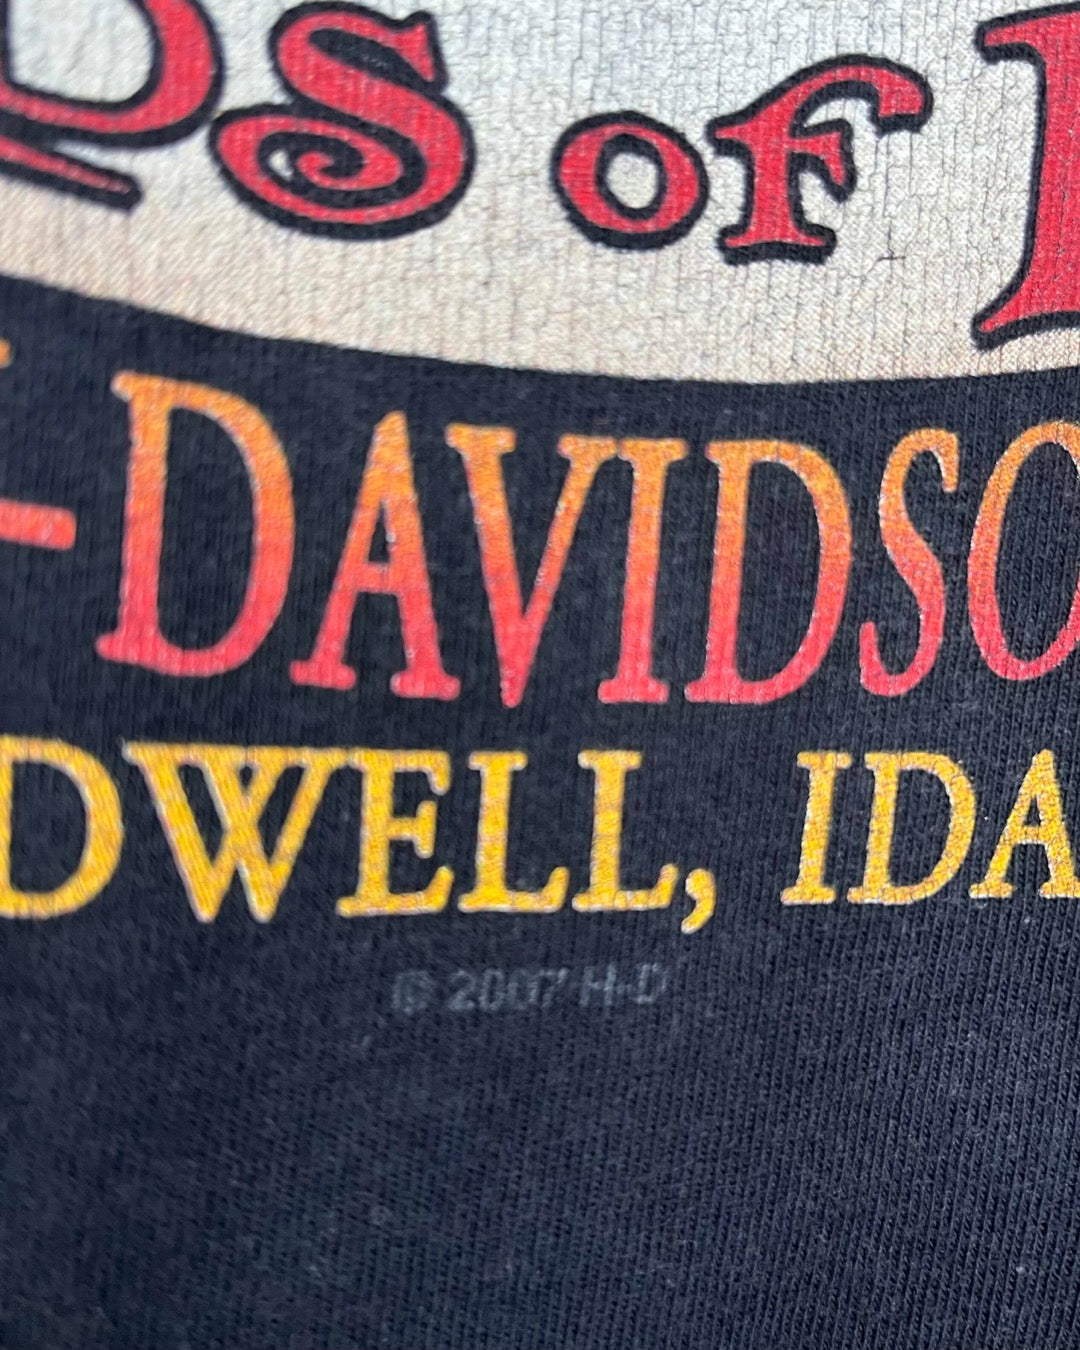 DS OF
-DAVIDSO
DWELL, IDA
© 2007 H-D